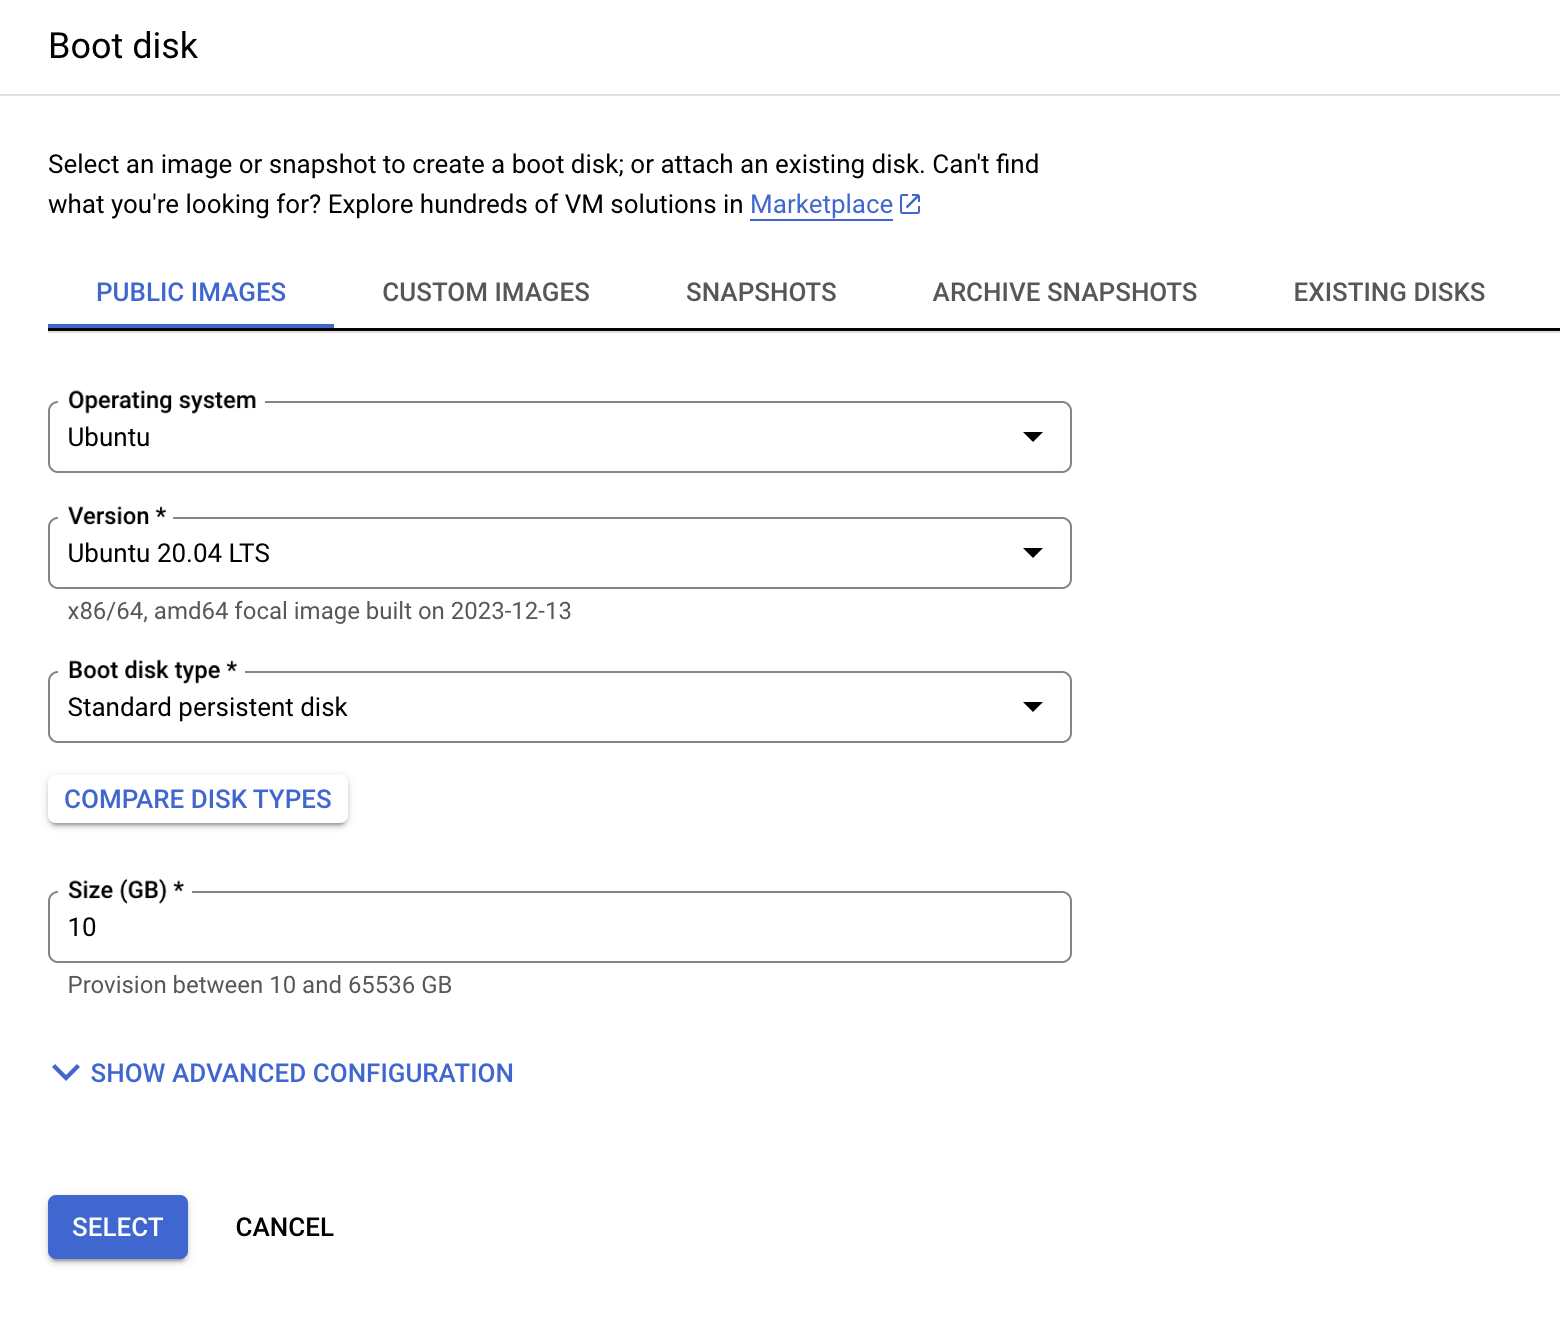 Boot disk
Select an image or snapshot to create a boot disk; or attach an existing disk. Can't find
what you're looking for? Explore hundreds of VM solutions in Marketplace
PUBLIC IMAGES CUSTOM IMAGES SNAPSHOTS ARCHIVE SNAPSHOTS EXISTING DISKS
Operating system
Ubuntu
Version *
Ubuntu 20.04 LTS
x86/64, amd64 focal image built on 2023-12-13
Boot disk type *
Standard persistent disk
COMPARE DISK TYPES
Size (GB) *
10
Provision between 10 and 65536 GB
SHOW ADVANCED CONFIGURATION
SELECT CANCEL